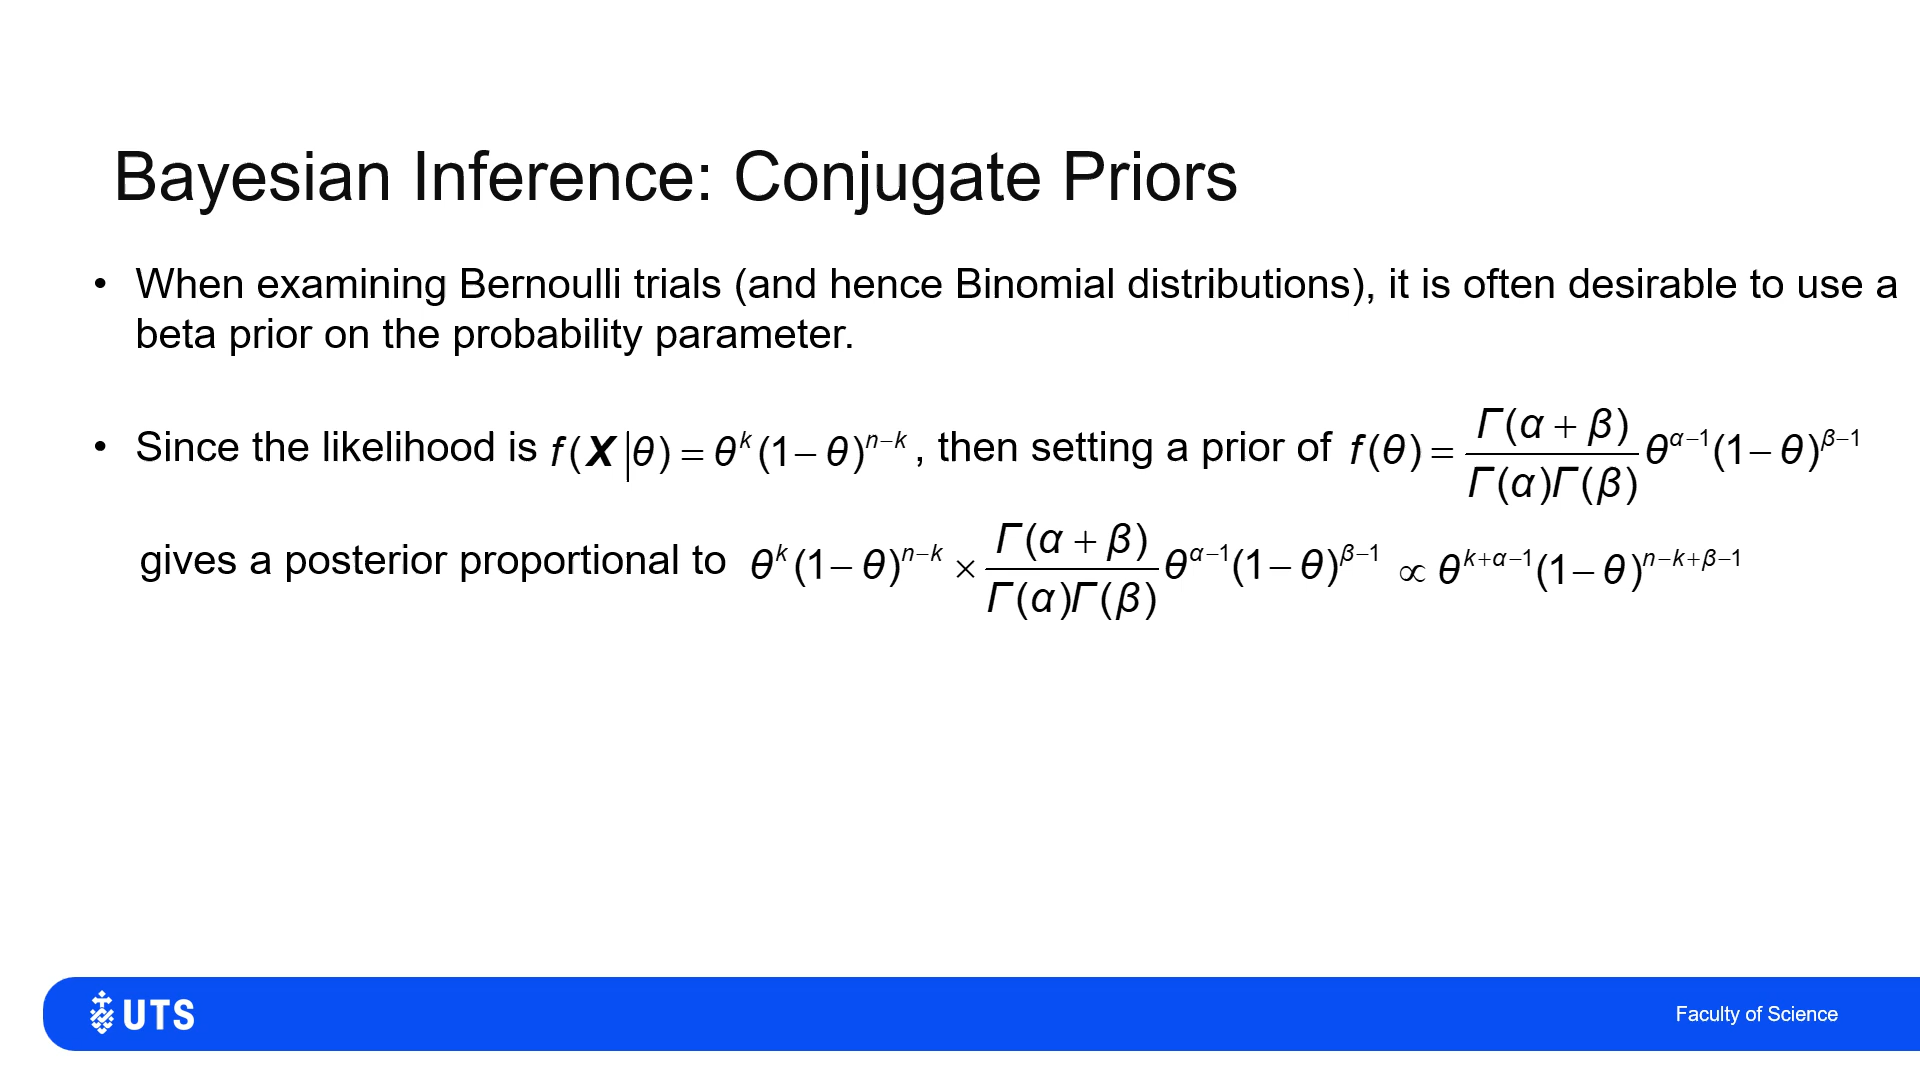 Bayesian Inference: Conjugate Priors
• When examining Bernoulli trials (and hence Binomial distributions), it is often desirable to use a
beta prior on the probability parameter.
• Since the likelihood is f(X|θ) = θ^k (1 − θ)^{n−k}, then setting a prior of f(θ) = \frac{Γ(α + β)}{Γ(α)Γ(β)} θ^{α−1}(1 − θ)^{β−1}
gives a posterior proportional to θ^k (1 − θ)^{n−k} × \frac{Γ(α + β)}{Γ(α)Γ(β)} θ^{α−1}(1 − θ)^{β−1} ∝ θ^{k+α−1}(1 − θ)^{n−k+β−1}
UTS
Faculty of Science